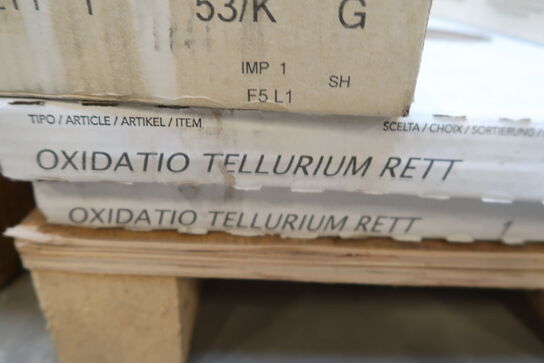 53/K G
IMP 1
SH
F5 L1
TIPO / ARTICLE / ARTIKEL / ITEM
SCELTA / CHOIX / SORTIERUNG /
OXIDATIO TELLURIUM RETT
OXIDATIO TELLURIUM RETT 1